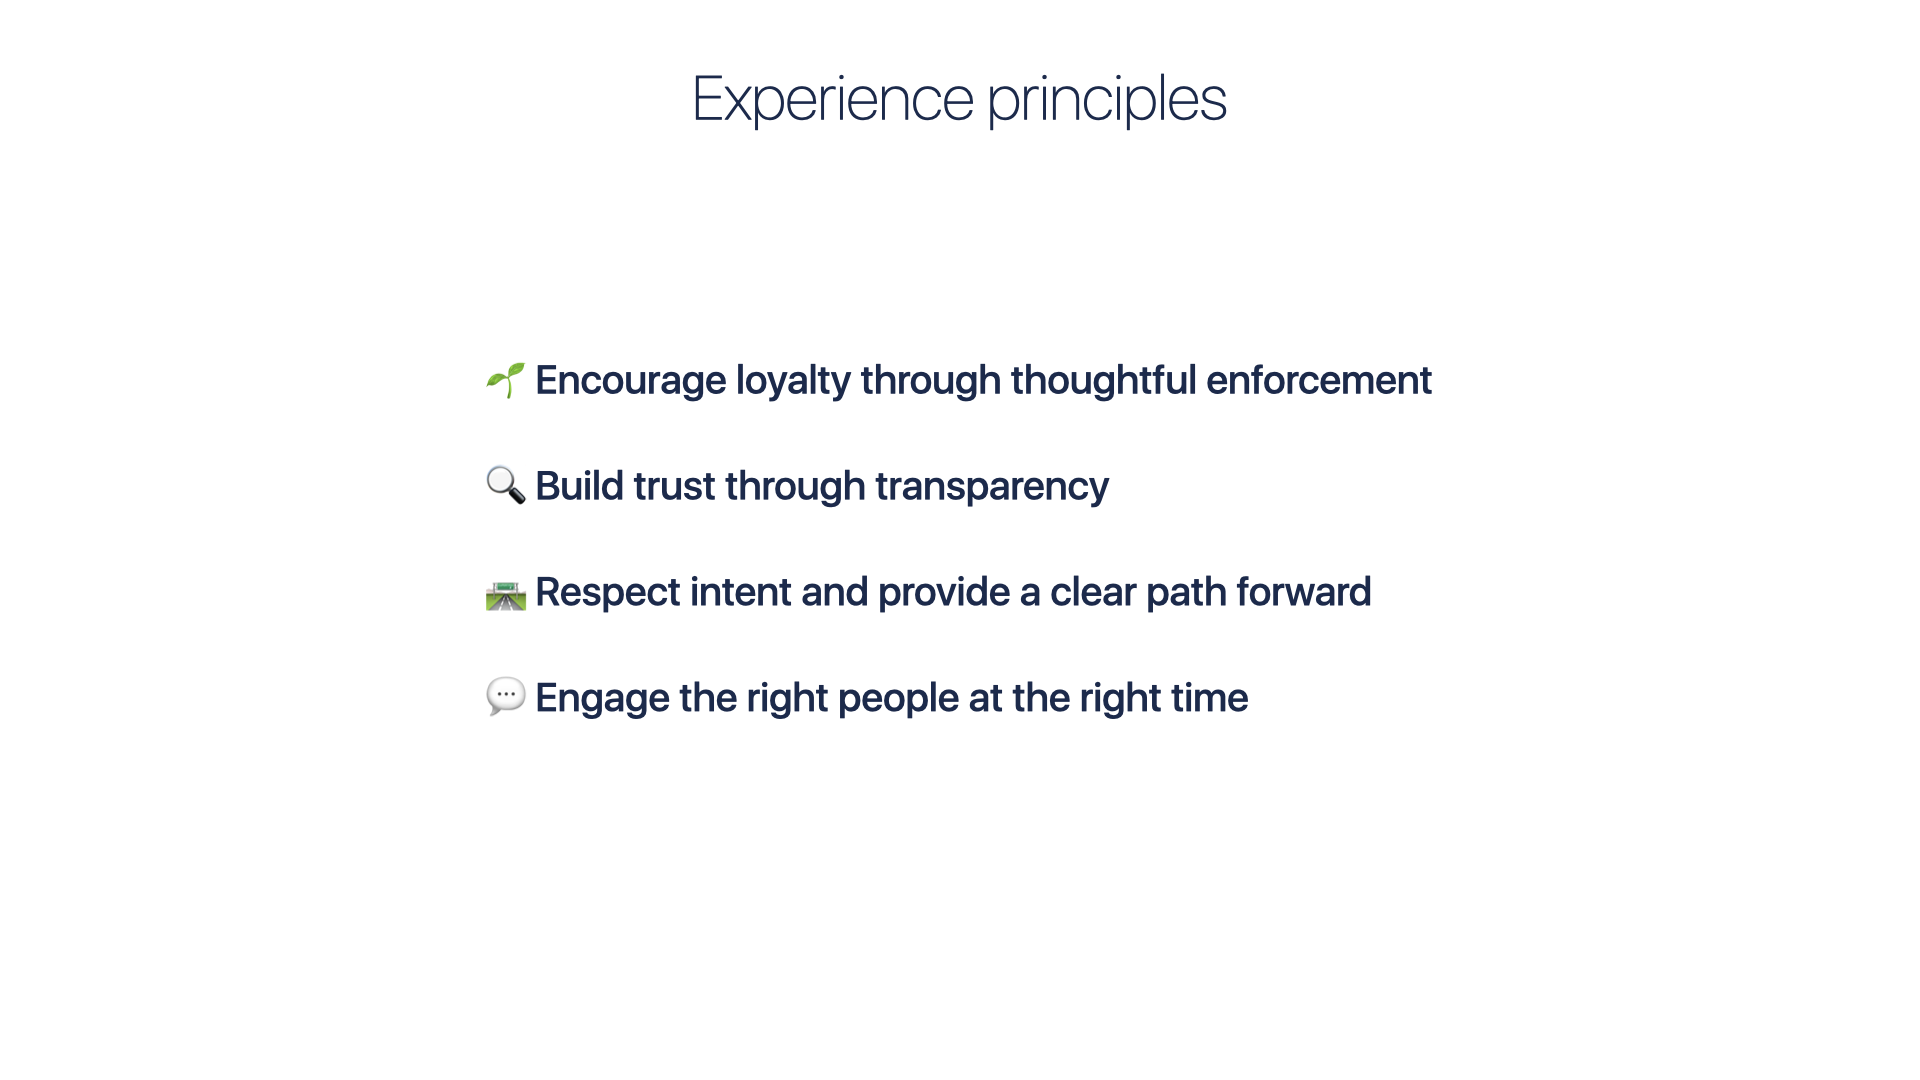 Experience principles
🌱 Encourage loyalty through thoughtful enforcement
🔍 Build trust through transparency
🛣️ Respect intent and provide a clear path forward
💬 Engage the right people at the right time